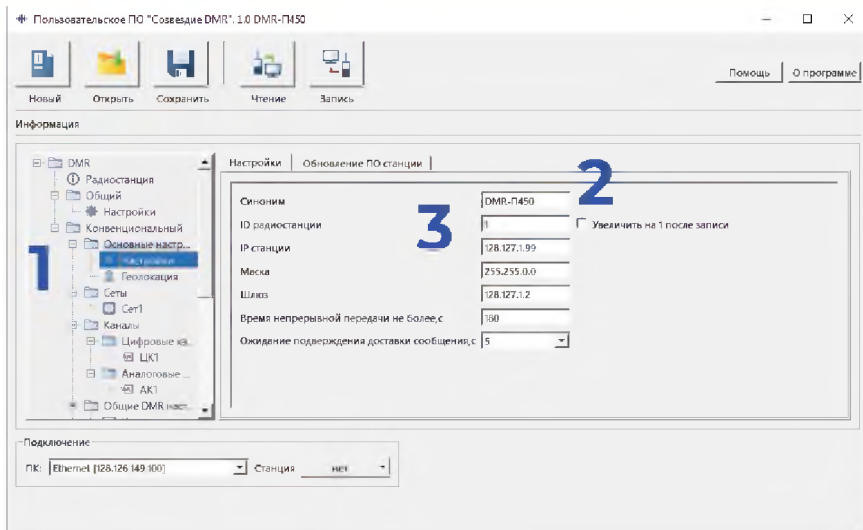 Пользовательское ПО "Созвездие DMR". 1.0 DMR-П450
Новый Открыть Сохранить Чтение Запись Помощь О программе
Информация
DMR
Радиостанция
Общий
Настройки
Конвенциональный
Основные настр...
Настройки
Геолокация
Сеты
Сет1
Каналы
Цифровые ка...
ЦК1
Аналоговые ...
АК1
Общие DMR наст...
1
Настройки Обновление ПО станции
2
3
Синоним DMR-П450
ID радиостанции 1 Увеличить на 1 после записи
IP станции 128.127.1.99
Маска 255.255.0.0
Шлюз 128.127.1.2
Время непрерывной передачи не более,с 180
Ожидание подверждения доставки сообщения,с 5
Подключение
ПК: Ethernet [128.126.149.100] Станция нет